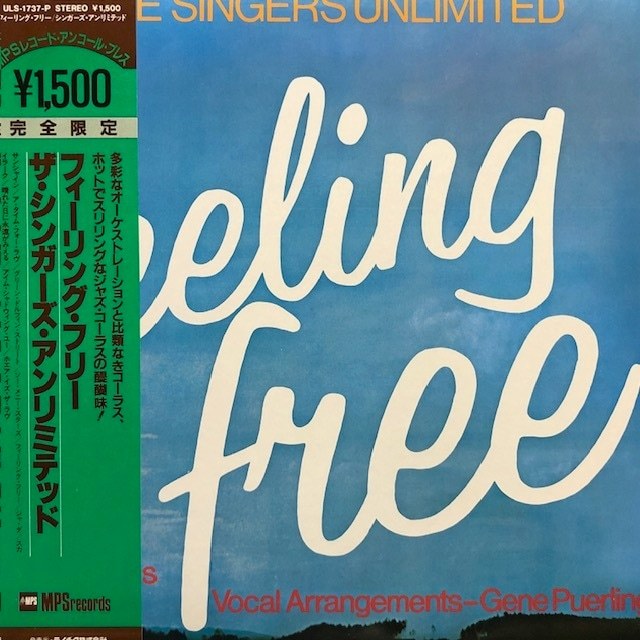 ULS-1737-P STEREO ¥1,500
フィーリング・フリー/シンガーズ・アンリミテッド
MPSレコード・アンコール・プレス
¥1,500
完全限定
多彩なオーケストレーションと比類なきコーラス、
ホットでスリリングなジャズ・コーラスの醍醐味!
フィーリング・フリー
ザ・シンガーズ・アンリミテッド
MPS MPSrecords
E SINGERS UNLIMITED
eeling
free
s
Vocal Arrangements–Gene Puerlin